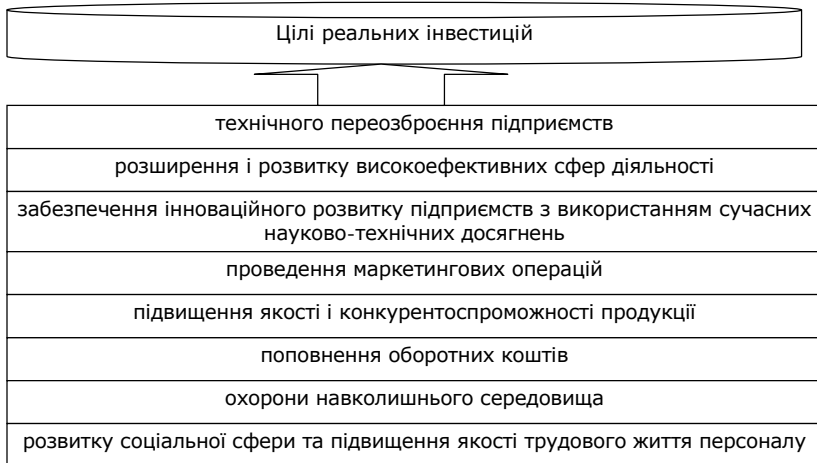 Цілі реальних інвестицій
технічного переозброєння підприємств
розширення і розвитку високоефективних сфер діяльності
забезпечення інноваційного розвитку підприємств з використанням сучасних
науково-технічних досягнень
проведення маркетингових операцій
підвищення якості і конкурентоспроможності продукції
поповнення оборотних коштів
охорони навколишнього середовища
розвитку соціальної сфери та підвищення якості трудового життя персоналу